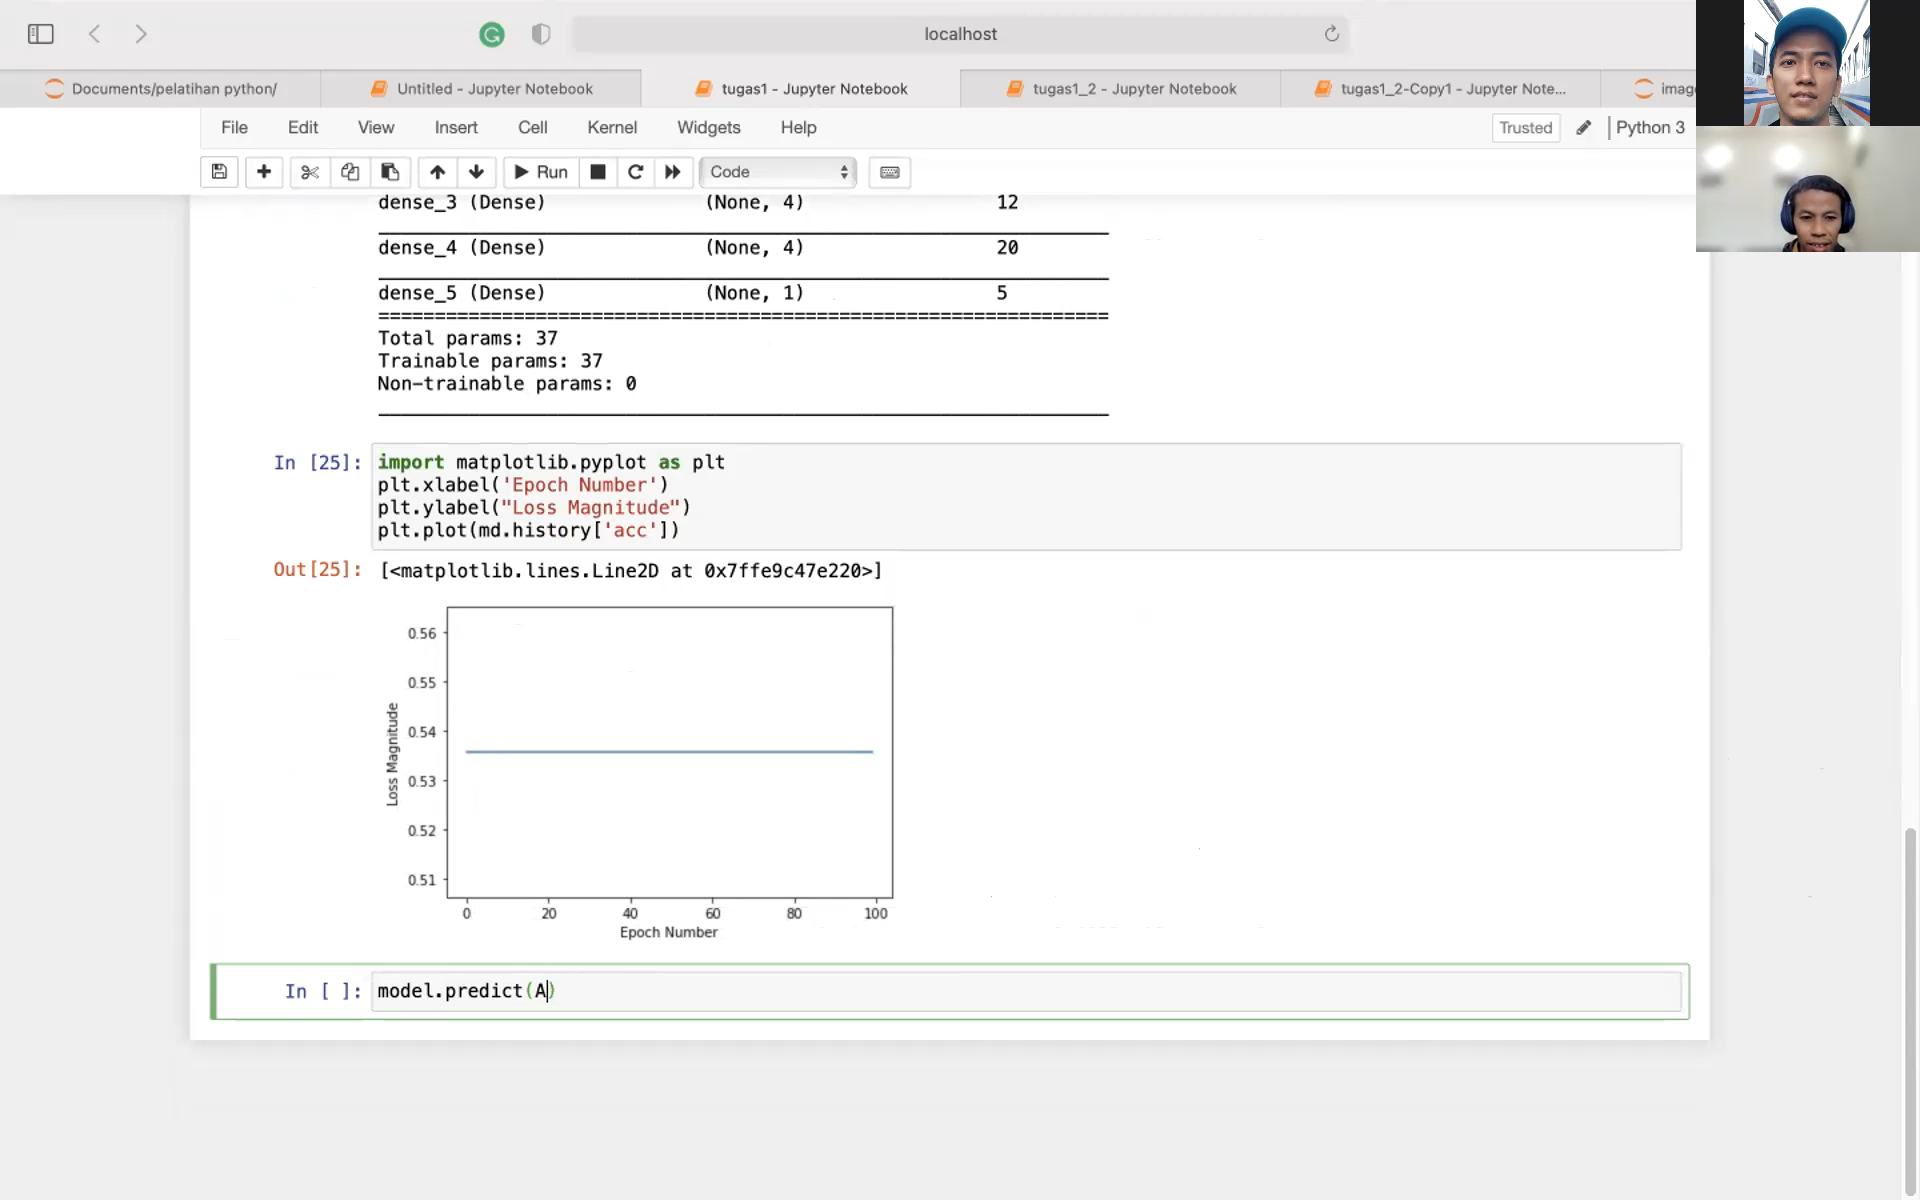 localhost
Documents/pelatihan python/
Untitled - Jupyter Notebook
tugas1 - Jupyter Notebook
tugas1_2 - Jupyter Notebook
tugas1_2-Copy1 - Jupyter Note...
imag
File Edit View Insert Cell Kernel Widgets Help
Trusted
Python 3
Run
Code
dense_3 (Dense) (None, 4) 12
dense_4 (Dense) (None, 4) 20
dense_5 (Dense) (None, 1) 5
Total params: 37
Trainable params: 37
Non-trainable params: 0
In [25]: import matplotlib.pyplot as plt
plt.xlabel('Epoch Number')
plt.ylabel("Loss Magnitude")
plt.plot(md.history['acc'])
Out[25]: [<matplotlib.lines.Line2D at 0x7ffe9c47e220>]
0.56
0.55
0.54
0.53
0.52
0.51
Loss Magnitude
0 20 40 60 80 100
Epoch Number
In [ ]: model.predict(A)